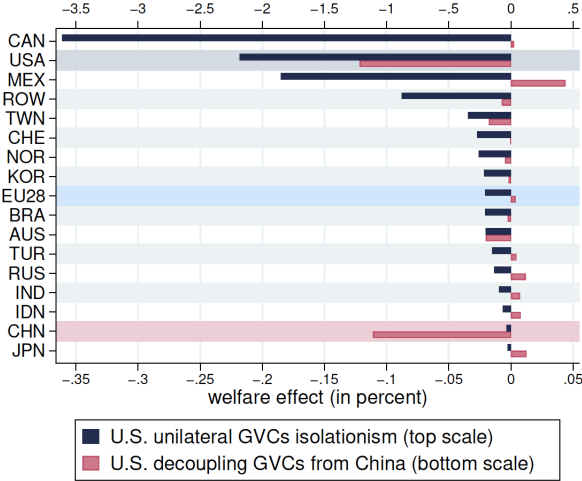 −3.5 −3 −2.5 −2 −1.5 −1 −.5 0 .5
CAN
USA
MEX
ROW
TWN
CHE
NOR
KOR
EU28
BRA
AUS
TUR
RUS
IND
IDN
CHN
JPN
−.35 −.3 −.25 −.2 −.15 −.1 −.05 0 .05
welfare effect (in percent)
U.S. unilateral GVCs isolationism (top scale)
U.S. decoupling GVCs from China (bottom scale)